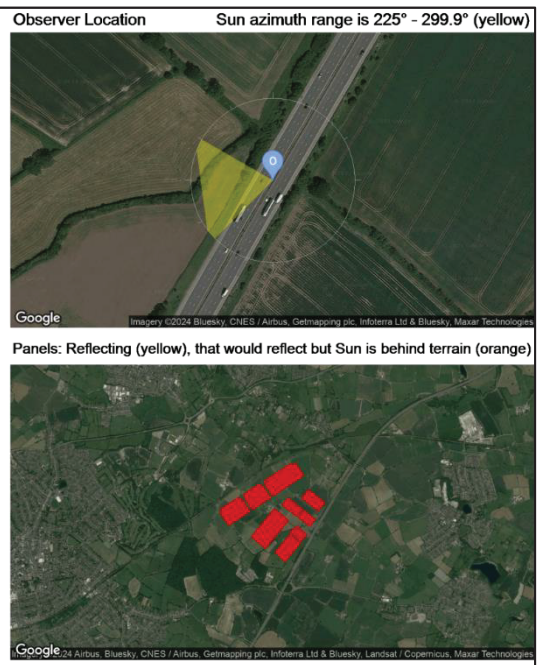 Observer Location Sun azimuth range is 225° - 299.9° (yellow)
O
Google
Imagery ©2024 Bluesky, CNES / Airbus, Getmapping plc, Infoterra Ltd & Bluesky, Maxar Technologies
Panels: Reflecting (yellow), that would reflect but Sun is behind terrain (orange)
Google
2024 Airbus, Bluesky, CNES / Airbus, Getmapping plc, Infoterra Ltd & Bluesky, Landsat / Copernicus, Maxar Technologies